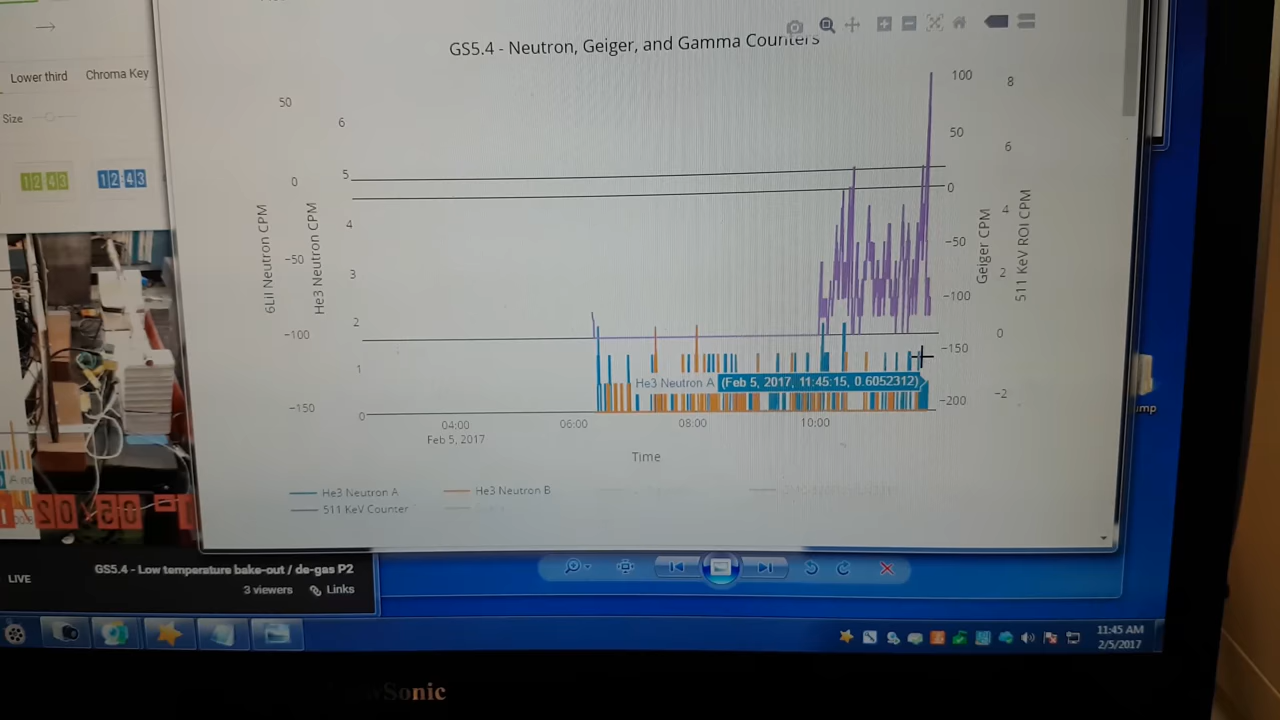 GS5.4 - Neutron, Geiger, and Gamma Counters
Lower third Chroma Key
Size
12:43 12:43
50
0
−50
−100
−150
6LiI Neutron CPM
6
5
4
3
2
1
0
He3 Neutron CPM
100
50
0
−50
−100
−150
−200
Geiger CPM
8
6
4
2
0
−2
511 KeV ROI CPM
He3 Neutron A (Feb 5, 2017, 11:45:15, 0.6052312)
04:00 06:00 08:00 10:00
Feb 5, 2017
Time
He3 Neutron A He3 Neutron B
511 KeV Counter
LIVE
GS5.4 - Low temperature bake-out / de-gas P2
3 viewers Links
11:45 AM
2/5/2017